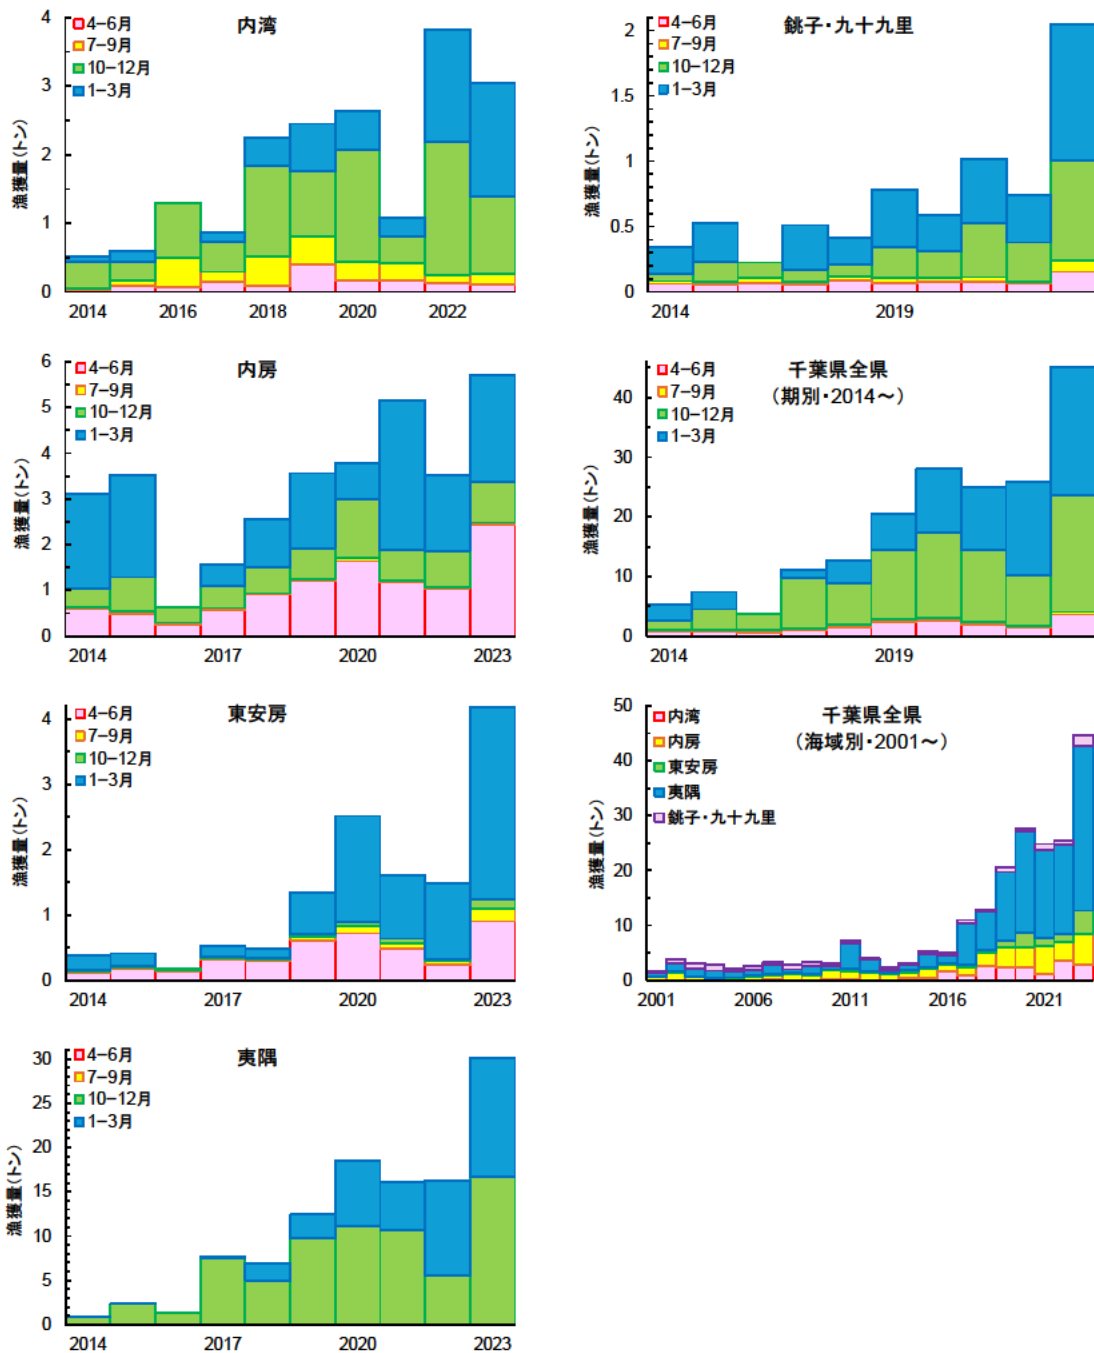 内湾
4−6月
7−9月
10−12月
1−3月
漁獲量(トン)
4
3
2
1
0
2014
2016
2018
2020
2022
銚子・九十九里
4−6月
7−9月
10−12月
1−3月
漁獲量(トン)
2
1.5
1
0.5
0
2014
2019
内房
4−6月
7−9月
10−12月
1−3月
漁獲量(トン)
6
5
4
3
2
1
0
2014
2017
2020
2023
千葉県全県
(期別・2014～)
4−6月
7−9月
10−12月
1−3月
漁獲量(トン)
40
30
20
10
0
2014
2019
東安房
4−6月
7−9月
10−12月
1−3月
漁獲量(トン)
4
3
2
1
0
2014
2017
2020
2023
千葉県全県
(海域別・2001～)
内湾
内房
東安房
夷隅
銚子・九十九里
漁獲量(トン)
50
40
30
20
10
0
2001
2006
2011
2016
2021
夷隅
4−6月
7−9月
10−12月
1−3月
漁獲量(トン)
30
25
20
15
10
5
0
2014
2017
2020
2023